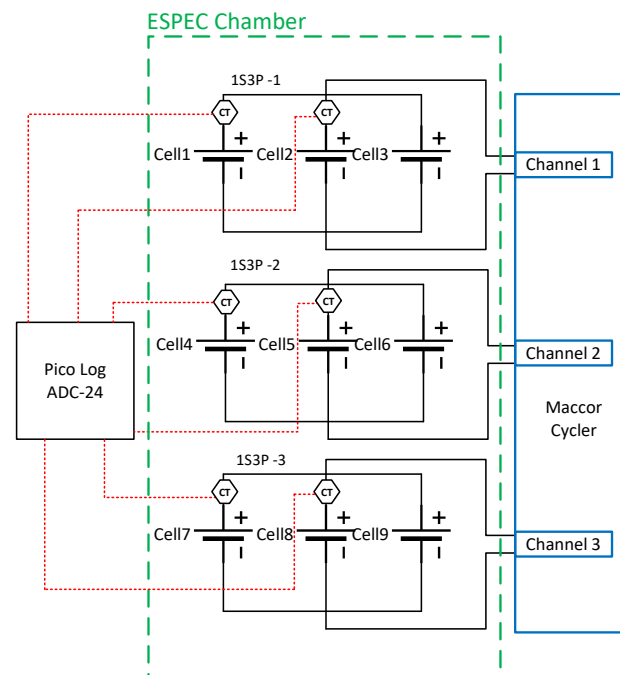 ESPEC Chamber
1S3P -1
CT
CT
+
+
+
Cell1
Cell2
Cell3
Channel 1
1S3P -2
CT
CT
+
+
+
Cell4
Cell5
Cell6
Channel 2
Pico Log
ADC-24
Maccor
Cycler
1S3P -3
CT
CT
+
+
+
Cell7
Cell8
Cell9
Channel 3